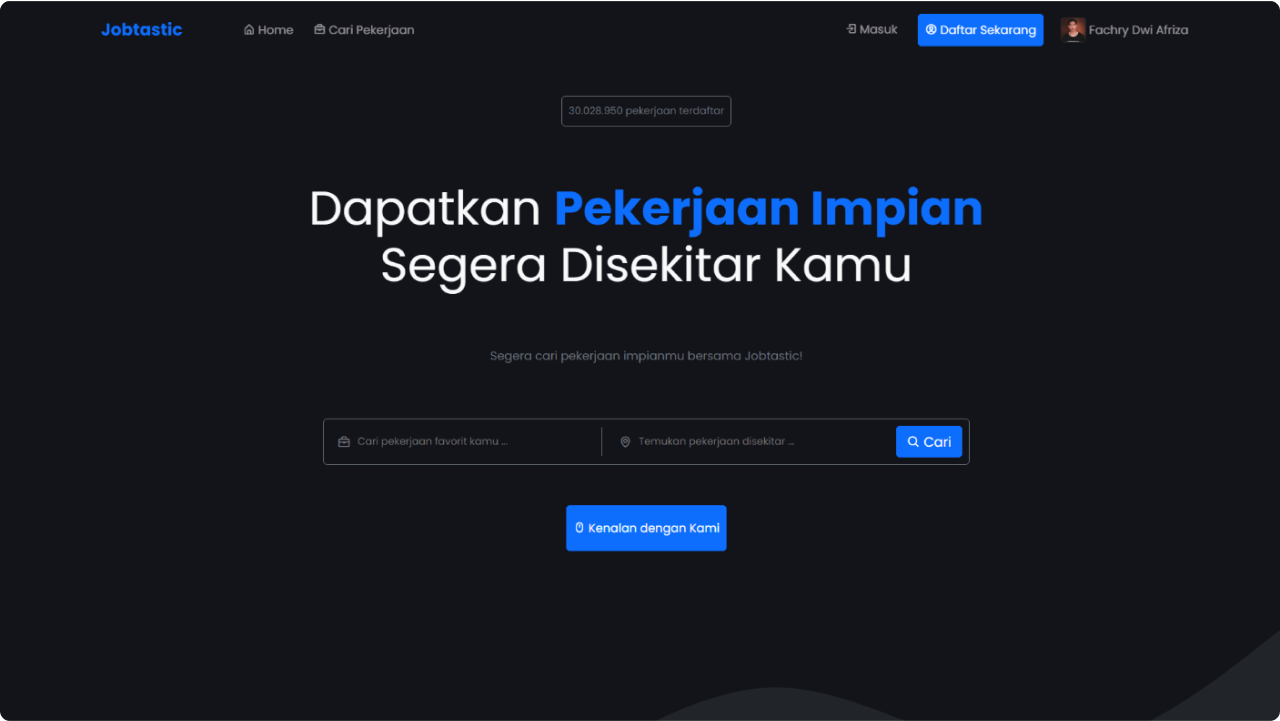 Jobtastic
Home
Cari Pekerjaan
Masuk
Daftar Sekarang
Fachry Dwi Afriza
30.028.950 pekerjaan terdaftar
Dapatkan Pekerjaan Impian
Segera Disekitar Kamu
Segera cari pekerjaan impianmu bersama Jobtastic!
Cari pekerjaan favorit kamu ...
Temukan pekerjaan disekitar ...
Cari
Kenalan dengan Kami